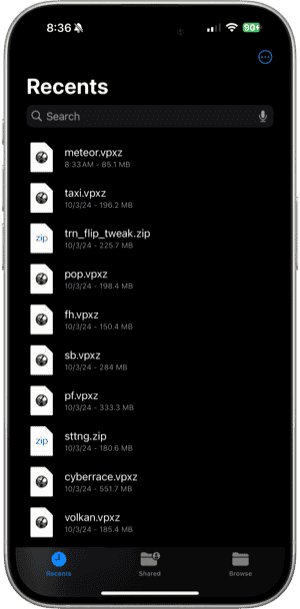 8:36
90
Recents
Search
meteor.vpxz
8:33 AM - 85.1 MB
taxi.vpxz
10/3/24 - 196.2 MB
zip
trn_flip_tweak.zip
10/3/24 - 225.7 MB
pop.vpxz
10/3/24 - 198.4 MB
fh.vpxz
10/3/24 - 150.4 MB
sb.vpxz
10/3/24 - 284 MB
pf.vpxz
10/3/24 - 333.3 MB
zip
sttng.zip
10/3/24 - 180.6 MB
cyberrace.vpxz
10/3/24 - 551.7 MB
volkan.vpxz
10/3/24 - 185.4 MB
Recents Shared Browse